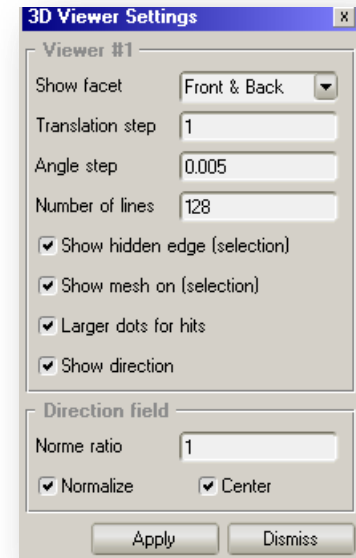 3D Viewer Settings x
Viewer #1
Show facet Front & Back
Translation step 1
Angle step 0.005
Number of lines 128
Show hidden edge (selection)
Show mesh on (selection)
Larger dots for hits
Show direction
Direction field
Norme ratio 1
Normalize Center
Apply Dismiss